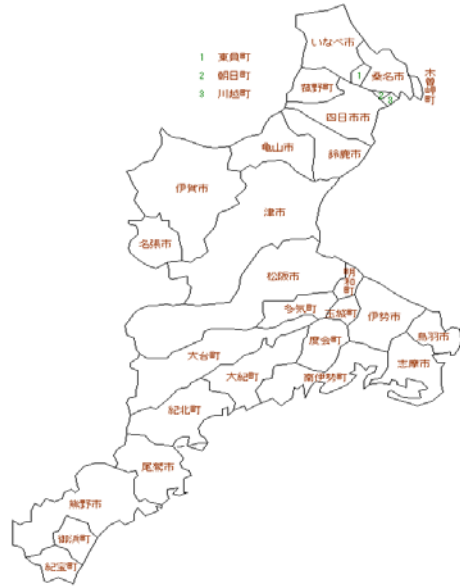 いなべ市
1 東員町
桑名市
木曽岬町
1
2 朝日町
菰野町
2
3 川越町
3
四日市市
亀山市
鈴鹿市
伊賀市
津市
名張市
松阪市
明和町
多気町
玉城町
伊勢市
度会町
鳥羽市
大台町
志摩市
大紀町
南伊勢町
紀北町
尾鷲市
熊野市
御浜町
紀宝町